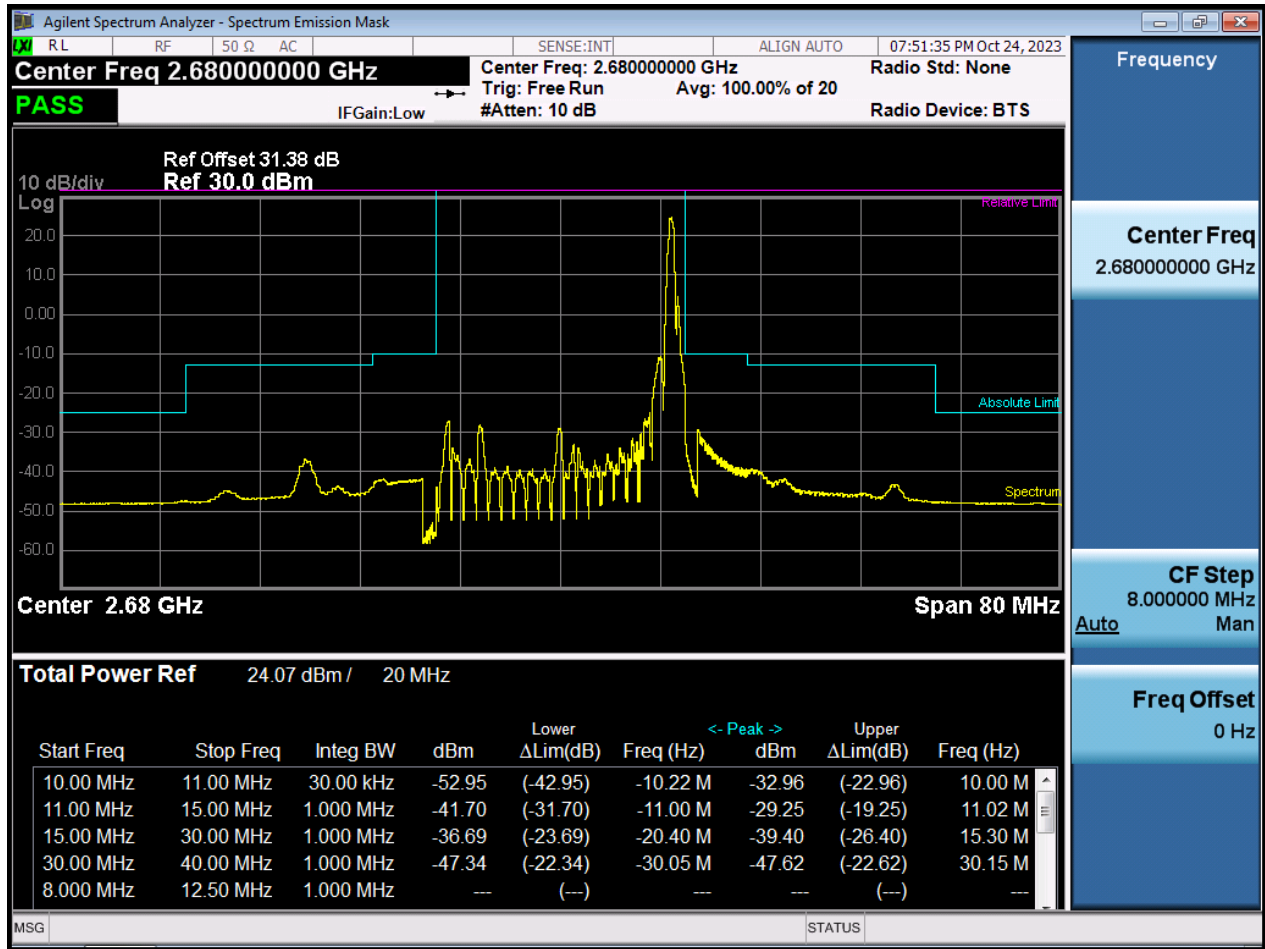 Agilent Spectrum Analyzer - Spectrum Emission Mask
LXI RL RF 50 Ω AC SENSE:INT ALIGN AUTO 07:51:35 PM Oct 24, 2023
Center Freq 2.680000000 GHz
Center Freq: 2.680000000 GHz Radio Std: None
Trig: Free Run Avg: 100.00% of 20
PASS IFGain:Low #Atten: 10 dB Radio Device: BTS
Ref Offset 31.38 dB
10 dB/div Ref 30.0 dBm
Log
Relative Limit
20.0
10.0
0.00
-10.0
-20.0
Absolute Limit
-30.0
-40.0
Spectrum
-50.0
-60.0
Center 2.68 GHz Span 80 MHz
Total Power Ref 24.07 dBm / 20 MHz
Lower <- Peak -> Upper
Start Freq Stop Freq Integ BW dBm ΔLim(dB) Freq (Hz) dBm ΔLim(dB) Freq (Hz)
10.00 MHz 11.00 MHz 30.00 kHz -52.95 (-42.95) -10.22 M -32.96 (-22.96) 10.00 M
11.00 MHz 15.00 MHz 1.000 MHz -41.70 (-31.70) -11.00 M -29.25 (-19.25) 11.02 M
15.00 MHz 30.00 MHz 1.000 MHz -36.69 (-23.69) -20.40 M -39.40 (-26.40) 15.30 M
30.00 MHz 40.00 MHz 1.000 MHz -47.34 (-22.34) -30.05 M -47.62 (-22.62) 30.15 M
8.000 MHz 12.50 MHz 1.000 MHz --- (---) --- --- (---) ---
MSG STATUS
Frequency
Center Freq
2.680000000 GHz
CF Step
8.000000 MHz
Auto Man
Freq Offset
0 Hz